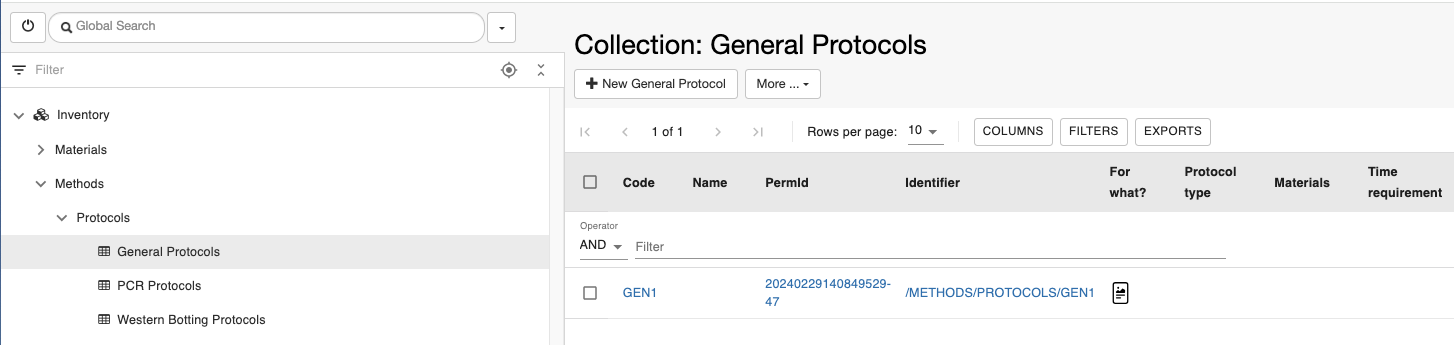 Global Search
Filter
Inventory
Materials
Methods
Protocols
General Protocols
PCR Protocols
Western Botting Protocols
Collection: General Protocols
New General Protocol
More ...
1 of 1
Rows per page: 10
COLUMNS
FILTERS
EXPORTS
Code
Name
PermId
Identifier
For
what?
Protocol
type
Materials
Time
requirement
Operator
AND
Filter
GEN1
20240229140849529-
47
/METHODS/PROTOCOLS/GEN1